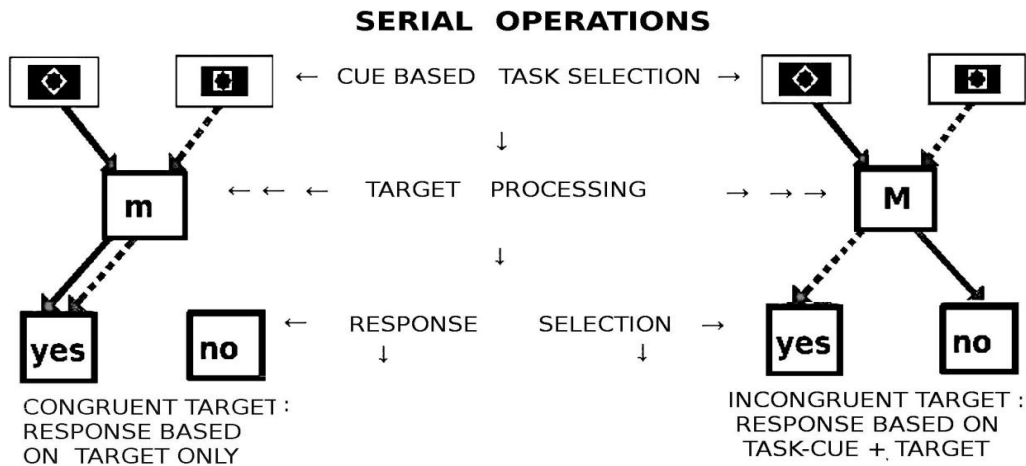 SERIAL OPERATIONS
← CUE BASED TASK SELECTION →
↓
m
← ← ← TARGET PROCESSING → → →
M
↓
yes
no
← RESPONSE SELECTION →
yes
no
↓ ↓
CONGRUENT TARGET :
RESPONSE BASED
ON TARGET ONLY
INCONGRUENT TARGET :
RESPONSE BASED ON
TASK-CUE + TARGET